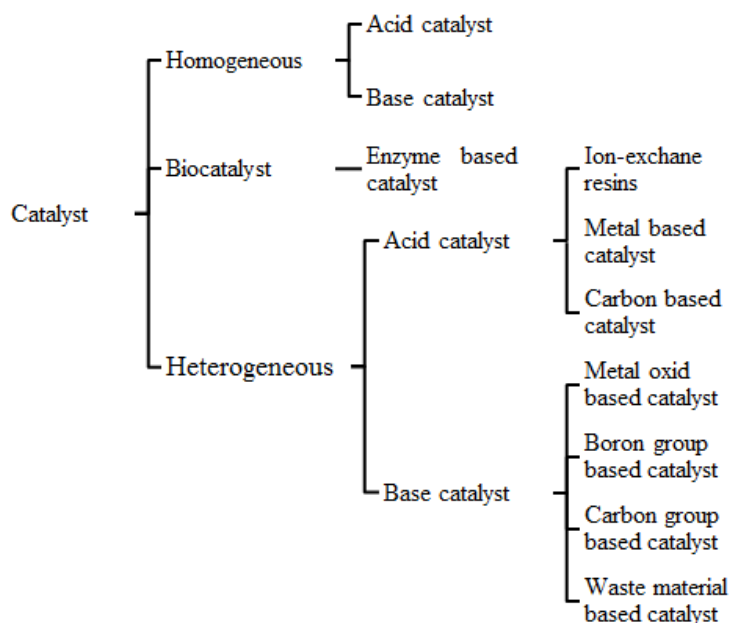 Acid catalyst
Homogeneous
Base catalyst
Enzyme based
catalyst
Biocatalyst
Ion-exchane
resins
Catalyst
Acid catalyst
Metal based
catalyst
Carbon based
catalyst
Heterogeneous
Metal oxid
based catalyst
Boron group
based catalyst
Base catalyst
Carbon group
based catalyst
Waste material
based catalyst